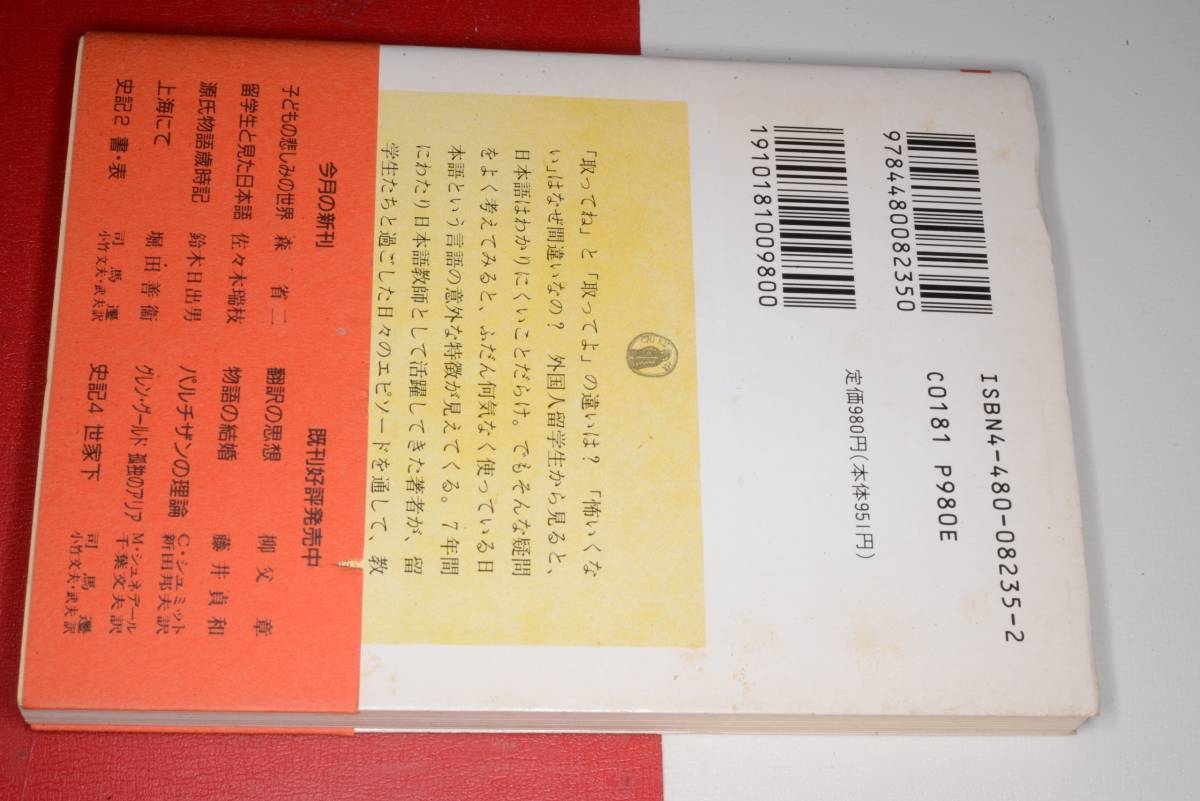 9784480082350
1910181009800
ISBN4-480-08235-2
C0181 P980E
定価980円(本体951円)
「取ってね」と「取ってよ」の違いは? 「怖いくな
い」はなぜ間違いなの? 外国人留学生から見ると、
日本語はわかりにくいことだらけ。でもそんな疑問
をよく考えてみると、ふだん何気なく使っている日
本語という言語の意外な特徴が見えてくる。7年間
にわたり日本語教師として活躍してきた著者が、留
学生たちと過ごした日々のエピソードを通して、教
今月の新刊
子どもの悲しみの世界 森 省二
留学生と見た日本語 佐々木瑞枝
源氏物語歳時記 鈴木日出男
上海にて 堀田善衞
史記2 書・表 司馬遷
小竹文夫・武夫訳
既刊好評発売中
翻訳の思想 柳父章
物語の結婚 藤井貞和
パルチザンの理論 C・シュミット
新田邦夫訳
グレン・グールド 孤独のアリア M・シュネデール
千葉文夫訳
史記4 世家下 司馬遷
小竹文夫・武夫訳